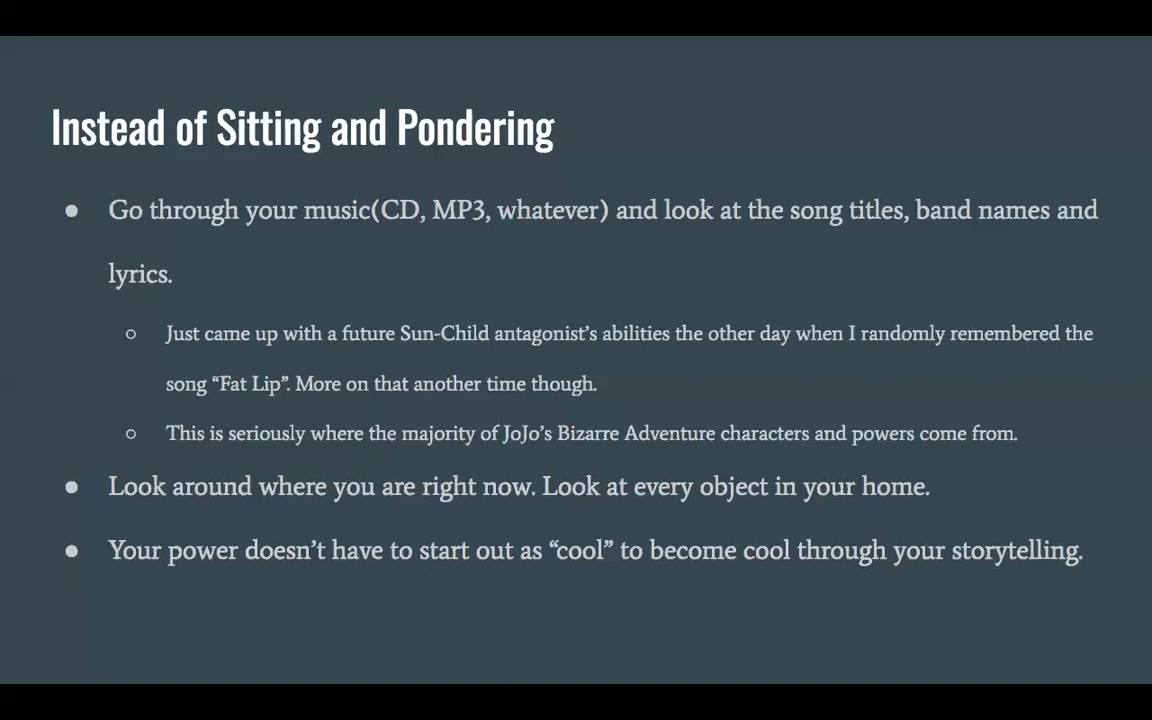 Instead of Sitting and Pondering
● Go through your music(CD, MP3, whatever) and look at the song titles, band names and
lyrics.
○ Just came up with a future Sun-Child antagonist's abilities the other day when I randomly remembered the
song “Fat Lip”. More on that another time though.
○ This is seriously where the majority of JoJo's Bizarre Adventure characters and powers come from.
● Look around where you are right now. Look at every object in your home.
● Your power doesn't have to start out as “cool” to become cool through your storytelling.